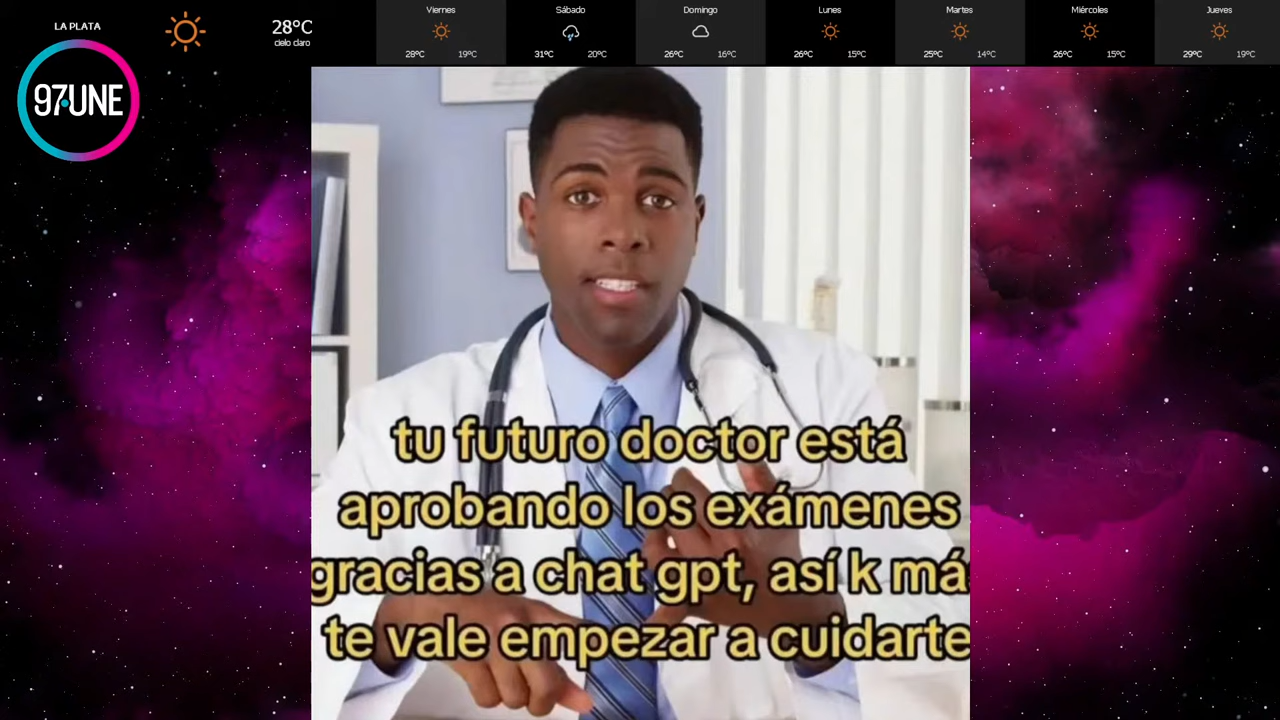 LA PLATA
97UNE
28°C
cielo claro
Viernes
28°C 19°C
Sábado
31°C 20°C
Domingo
26°C 16°C
Lunes
26°C 15°C
Martes
25°C 14°C
Miércoles
26°C 15°C
Jueves
29°C 19°C
tu futuro doctor está
aprobando los exámenes
gracias a chat gpt, así k más
te vale empezar a cuidarte